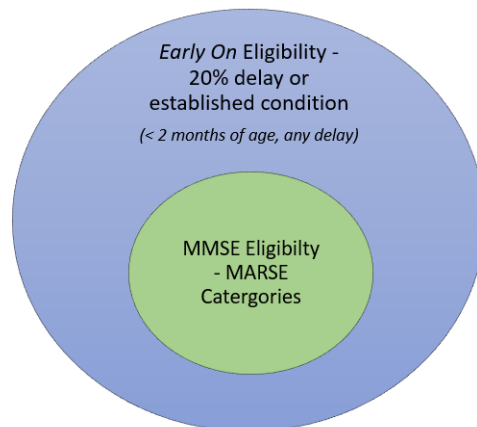 Early On Eligibility -
20% delay or
established condition
(< 2 months of age, any delay)
MMSE Eligibilty
- MARSE
Catergories